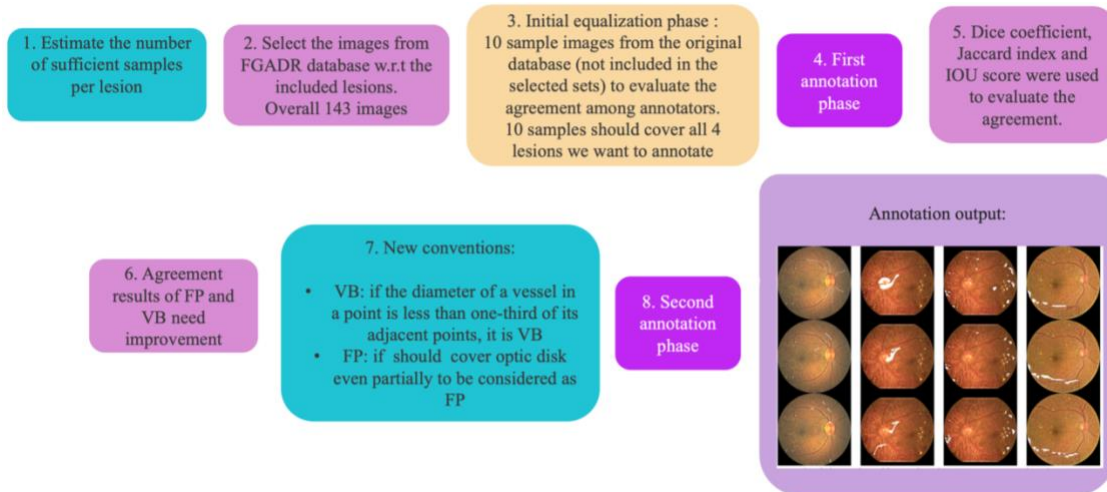 1. Estimate the number
of sufficient samples
per lesion
2. Select the images from
FGADR database w.r.t the
included lesions.
Overall 143 images
3. Initial equalization phase :
10 sample images from the original
database (not included in the
selected sets) to evaluate the
agreement among annotators.
10 samples should cover all 4
lesions we want to annotate
4. First
annotation
phase
5. Dice coefficient,
Jaccard index and
IOU score were used
to evaluate the
agreement.
6. Agreement
results of FP and
VB need
improvement
7. New conventions:
• VB: if the diameter of a vessel in
a point is less than one-third of its
adjacent points, it is VB
• FP: if should cover optic disk
even partially to be considered as
FP
8. Second
annotation
phase
Annotation output: